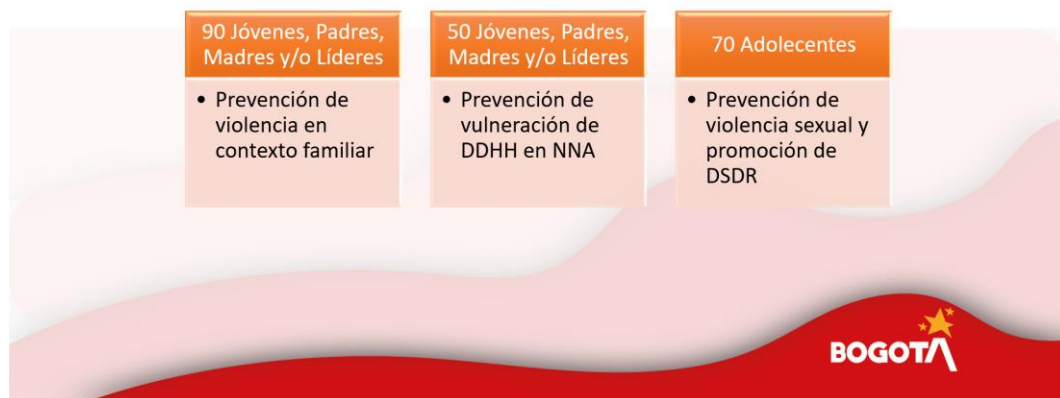 90 Jóvenes, Padres,
Madres y/o Líderes
• Prevención de
violencia en
contexto familiar
50 Jóvenes, Padres,
Madres y/o Líderes
• Prevención de
vulneración de
DDHH en NNA
70 Adolecentes
• Prevención de
violencia sexual y
promoción de
DSDR
BOGOTÁ